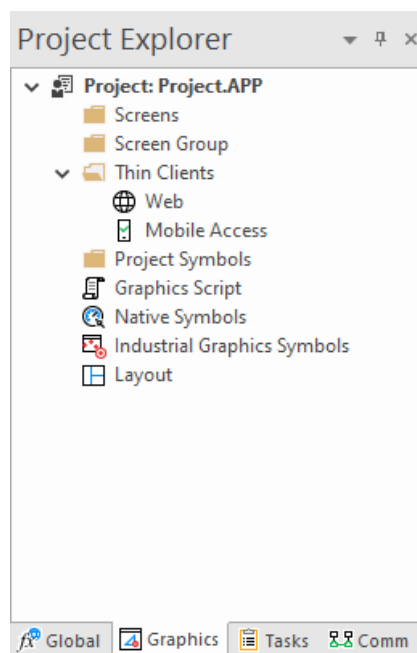 Project Explorer
Project: Project.APP
Screens
Screen Group
Thin Clients
Web
Mobile Access
Project Symbols
Graphics Script
Native Symbols
Industrial Graphics Symbols
Layout
fx Global Graphics Tasks Comm